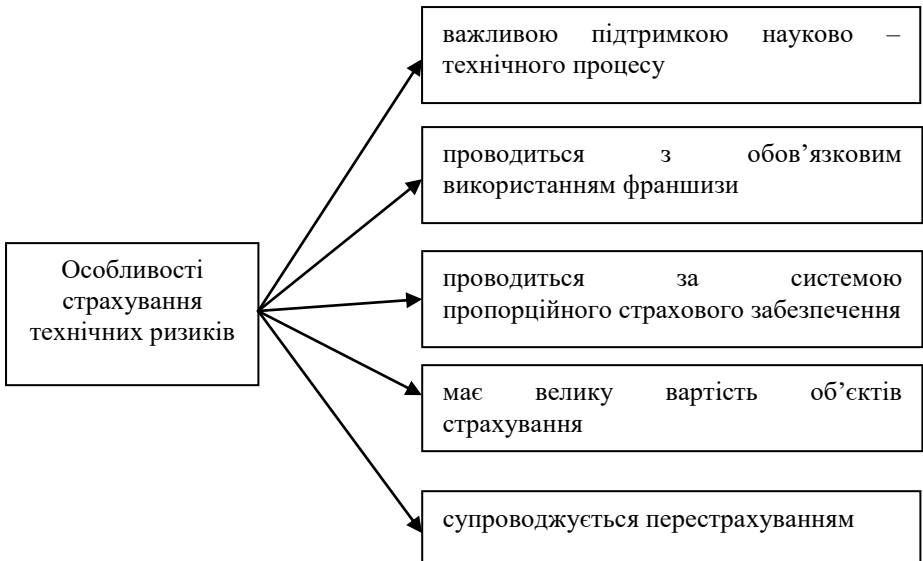 Особливості
страхування
технічних ризиків
важливою підтримкою науково –
технічного процесу
проводиться з обов’язковим
використанням франшизи
проводиться за системою
пропорційного страхового забезпечення
має велику вартість об’єктів
страхування
супроводжується перестрахуванням